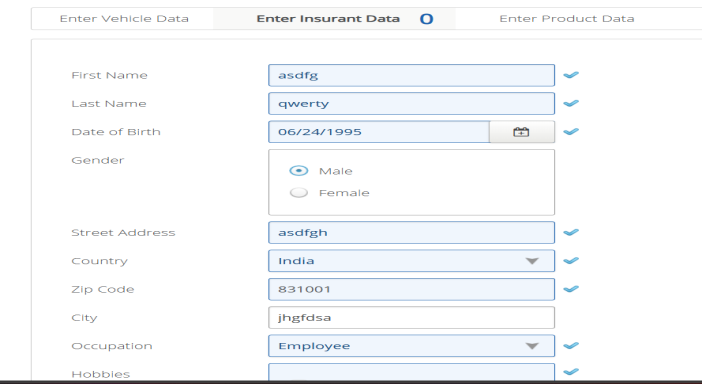 Enter Vehicle Data Enter Insurant Data 0 Enter Product Data
First Name asdfg
Last Name qwerty
Date of Birth 06/24/1995
Gender
Male
Female
Street Address asdfgh
Country India
Zip Code 831001
City jhgfdsa
Occupation Employee
Hobbies